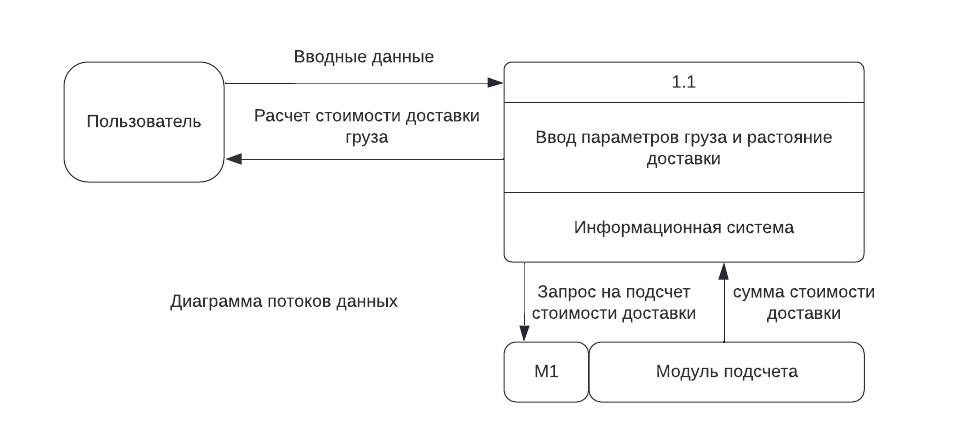 Вводные данные
Пользователь
Расчет стоимости доставки
груза
1.1
Ввод параметров груза и растояние
доставки
Информационная система
Диаграмма потоков данных
Запрос на подсчет
стоимости доставки
сумма стоимости
доставки
М1
Модуль подсчета